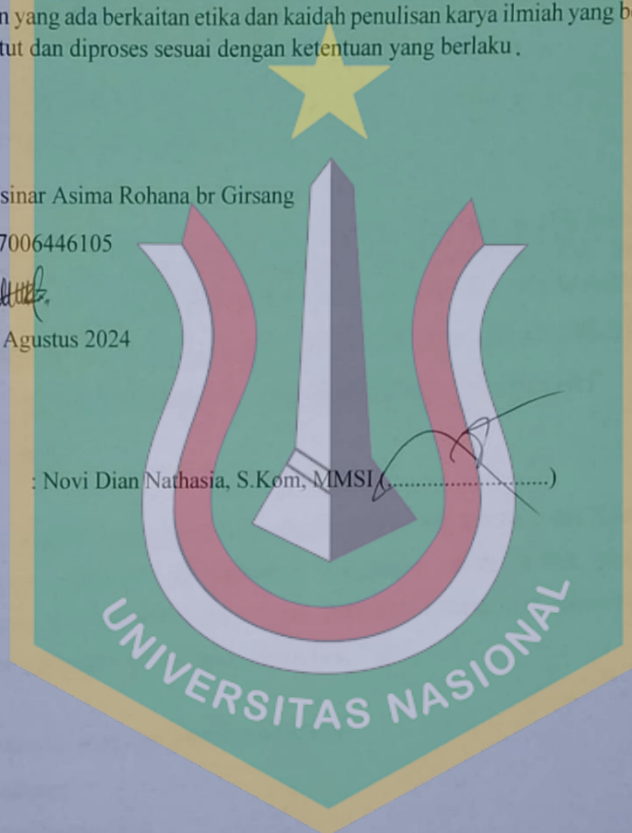 n yang ada berkaitan etika dan kaidah penulisan karya ilmiah yang be
tut dan diproses sesuai dengan ketentuan yang berlaku.
sinar Asima Rohana br Girsang
7006446105
Agustus 2024
: Novi Dian Nathasia, S.Kom, MMSI (............................)
UNIVERSITAS NASIONAL